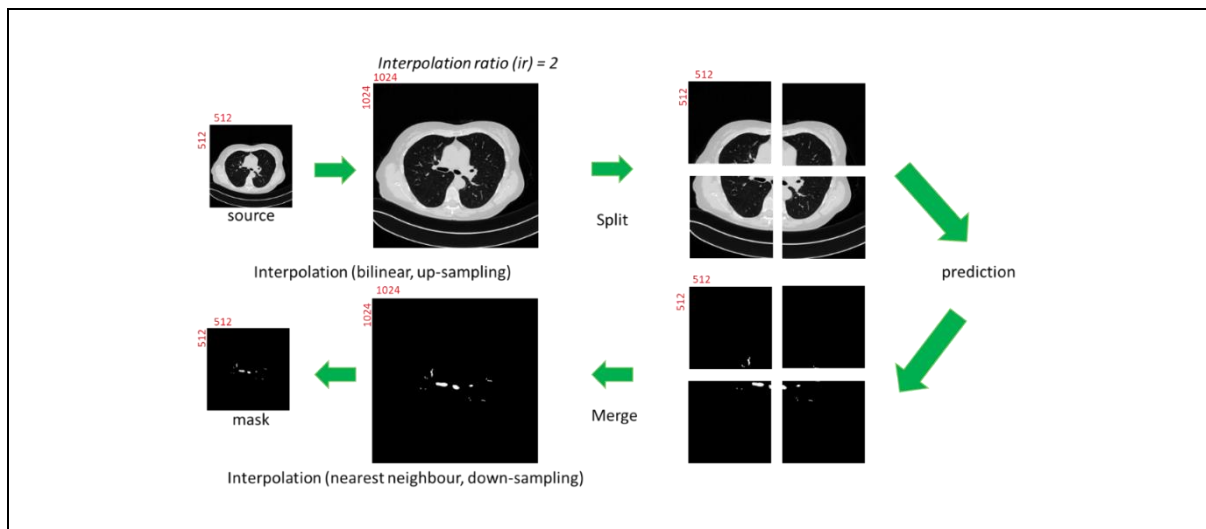 Interpolation ratio (ir) = 2
1024
1024
512
512
512
512
source
Split
Interpolation (bilinear, up-sampling)
prediction
1024
1024
512
512
512
512
mask
Merge
Interpolation (nearest neighbour, down-sampling)